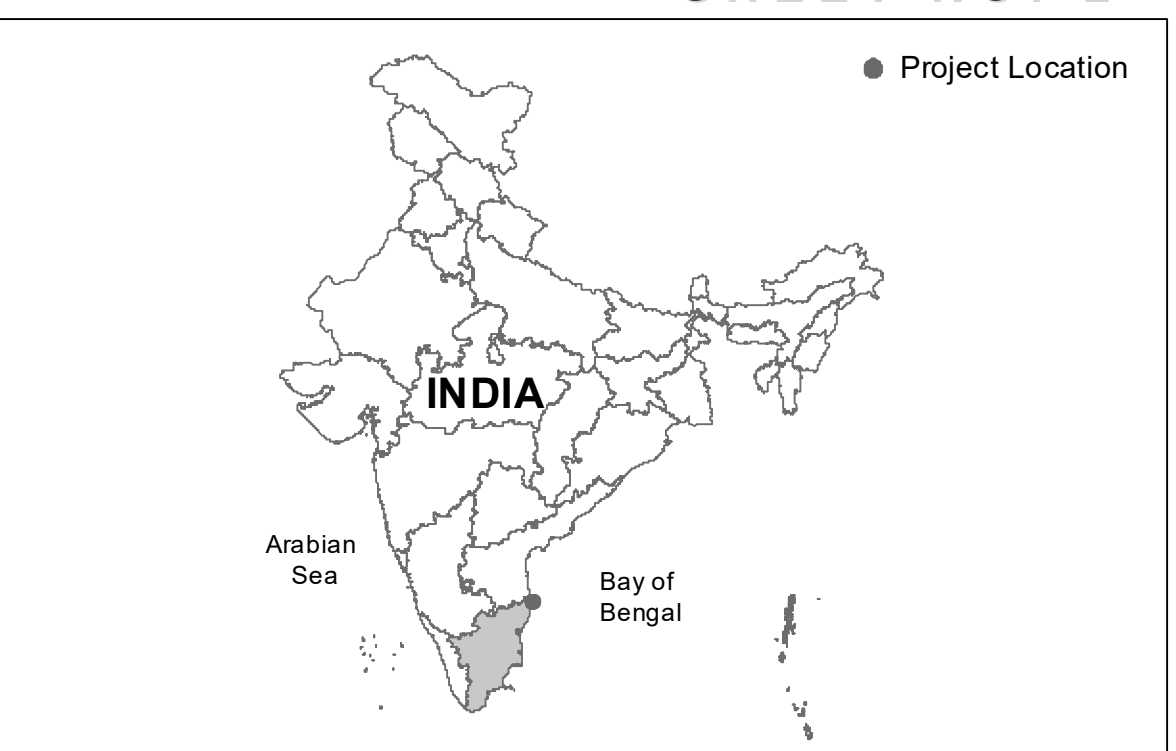 Project Location
INDIA
Arabian
Sea
Bay of
Bengal